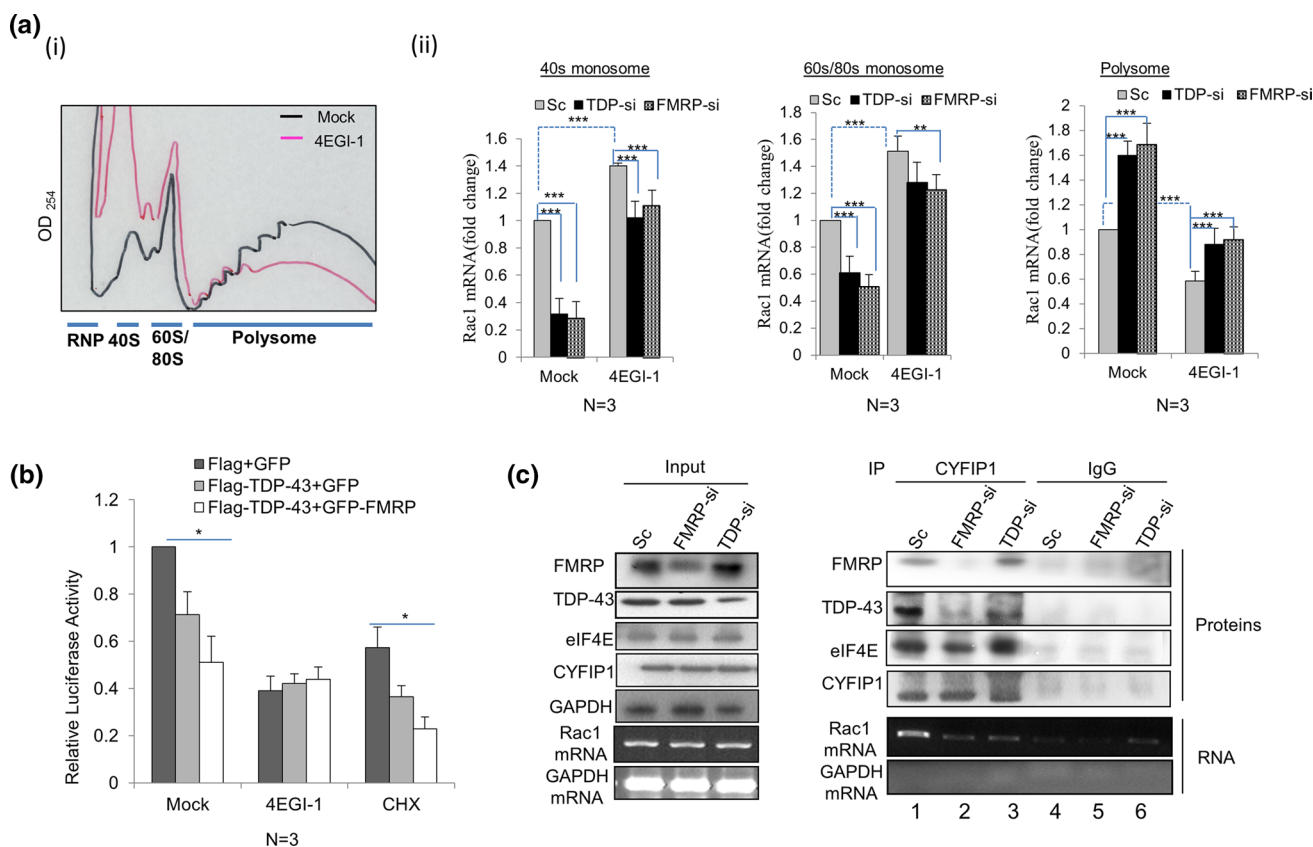 (a)
(i)
Mock
4EGI-1
OD 254
RNP 40S 60S/ 80S Polysome
(ii)
40s monosome
Sc TDP-si FMRP-si
Rac1 mRNA(fold change)
1.6
1.4
1.2
1
0.8
0.6
0.4
0.2
0
***
***
***
***
***
Mock 4EGI-1
N=3
60s/80s monosome
Sc TDP-si FMRP-si
Rac1 mRNA(fold change)
1.6
1.4
1.2
1
0.8
0.6
0.4
0.2
0
***
**
***
***
Mock 4EGI-1
N=3
Polysome
Sc TDP-si FMRP-si
Rac1 mRNA(fold change)
2
1.8
1.6
1.4
1.2
1
0.8
0.6
0.4
0.2
0
***
***
***
***
***
Mock 4EGI-1
N=3
(b)
Flag+GFP
Flag-TDP-43+GFP
Flag-TDP-43+GFP-FMRP
Relative Luciferase Activity
1.2
1
0.8
0.6
0.4
0.2
0
*
*
Mock 4EGI-1 CHX
N=3
(c)
Input
Sc FMRP-si TDP-si
FMRP
TDP-43
eIF4E
CYFIP1
GAPDH
Rac1
mRNA
GAPDH
mRNA
IP CYFIP1 IgG
Sc FMRP-si TDP-si Sc FMRP-si TDP-si
FMRP
TDP-43
eIF4E
CYFIP1
Proteins
Rac1
mRNA
GAPDH
mRNA
RNA
1 2 3 4 5 6